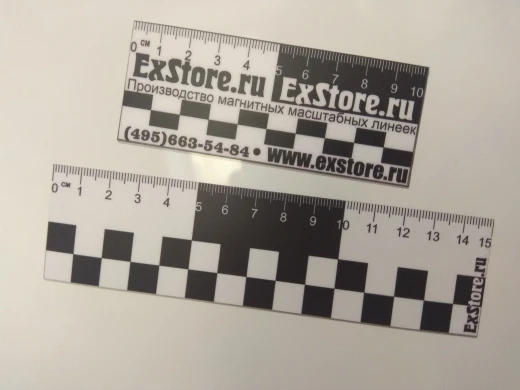 0 см 1 2 3 4 5 6 7 8 9 10
ExStore.ru ExStore.ru
Производство магнитных масштабных линеек
(495)663-54-84• www.exstore.ru
0 см 1 2 3 4 5 6 7 8 9 10 11 12 13 14 15
ExStore.ru